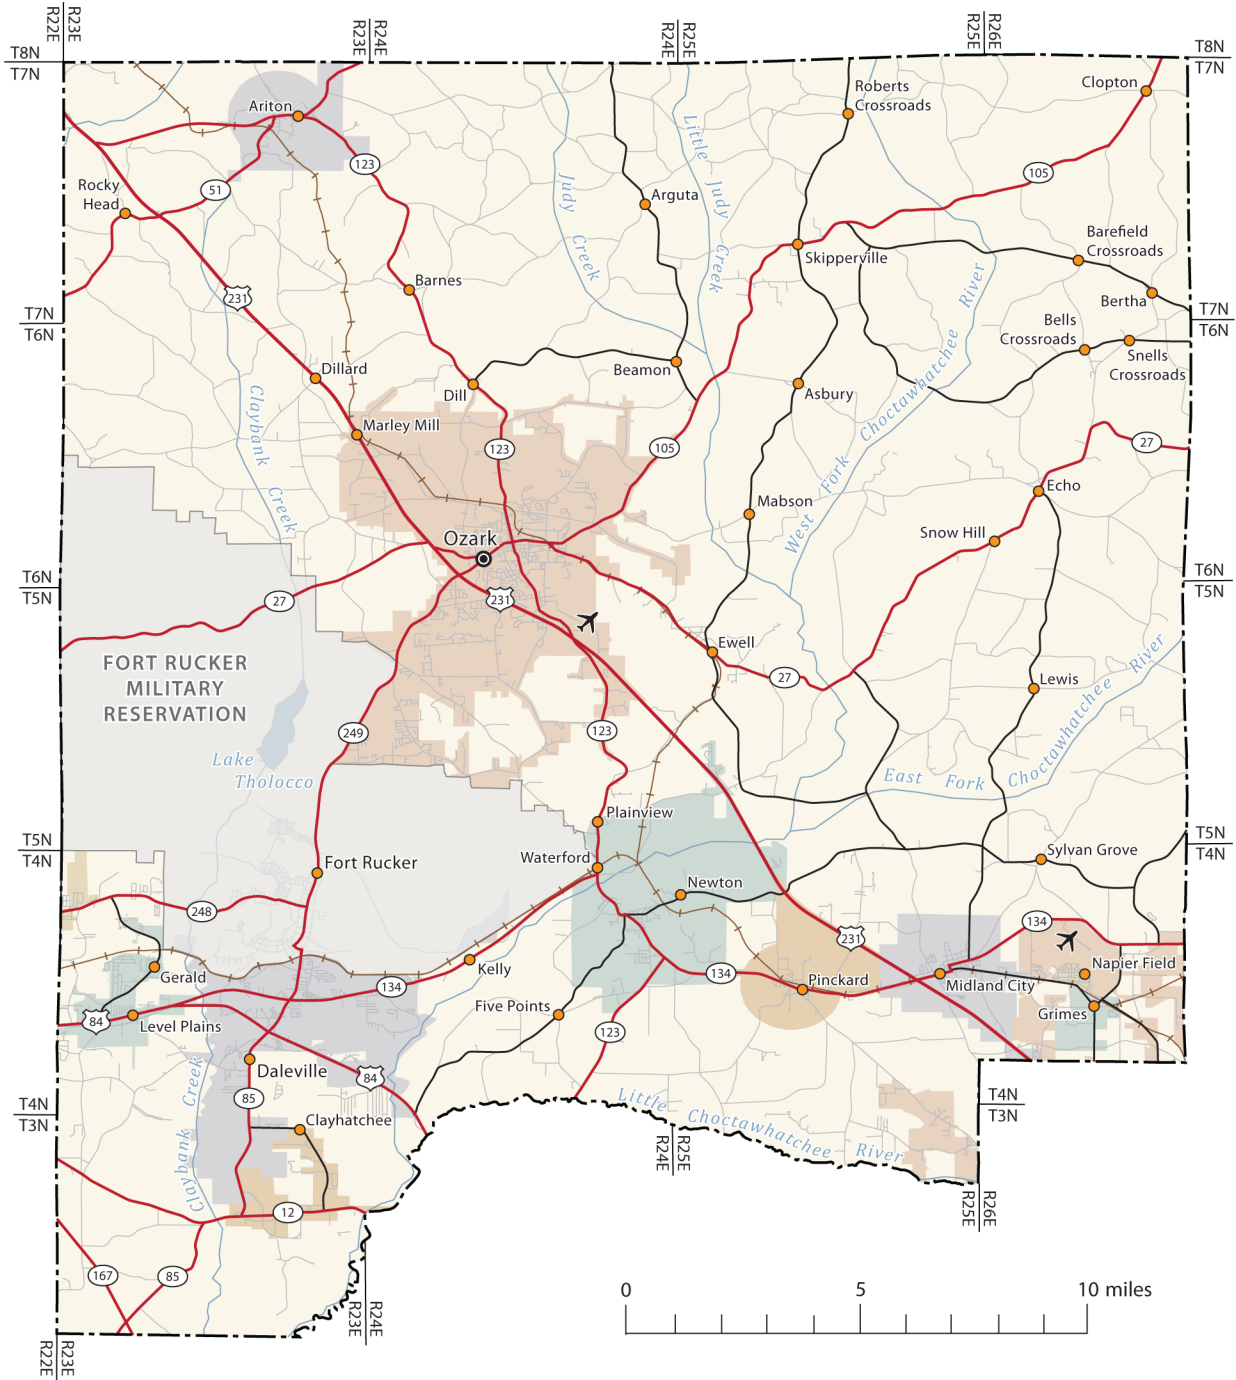 R22E
R23E
R23E
R24E
R24E
R25E
R25E
R26E
T8N
T7N
T8N
T7N
Roberts
Crossroads
Clopton
Ariton
123
105
Little Judy Creek
Judy Creek
Rocky
Head
51
Arguta
Barefield
Crossroads
Skipperville
Barnes
231
Bertha
T7N
T6N
T7N
T6N
Bells
Crossroads
Snells
Crossroads
Dillard
Beamon
Dill
Asbury
West Fork Choctawhatchee River
Claybank Creek
Marley Mill
123
105
27
Echo
Mabson
Snow Hill
Ozark
T6N
T5N
T6N
T5N
27
231
Ewell
27
Lewis
FORT RUCKER
MILITARY
RESERVATION
249
123
Lake
Tholocco
East Fork Choctawhatchee River
Plainview
T5N
T4N
T5N
T4N
Waterford
Fort Rucker
Sylvan Grove
Newton
248
134
231
Gerald
Kelly
134
134
Pinckard
Midland City
Napier Field
Five Points
Grimes
84
Level Plains
123
Daleville
84
85
Claybank Creek
Clayhatchee
Little Choctawhatchee River
T4N
T3N
T4N
T3N
R24E
R25E
R25E
R26E
12
167
85
0
5
10 miles
R23E
R24E
R22E
R23E